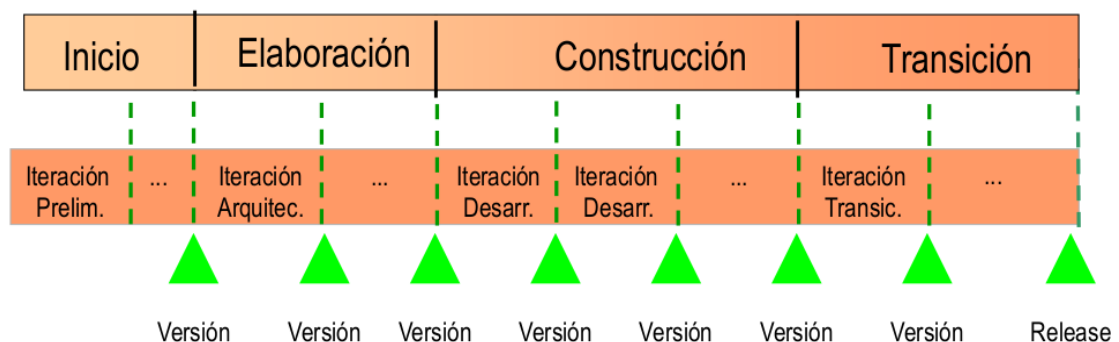 Inicio
Elaboración
Construcción
Transición
Iteración
Prelim.
...
Iteración
Arquitec.
...
Iteración
Desarr.
Iteración
Desarr.
...
Iteración
Transic.
...
Versión
Versión
Versión
Versión
Versión
Versión
Versión
Release